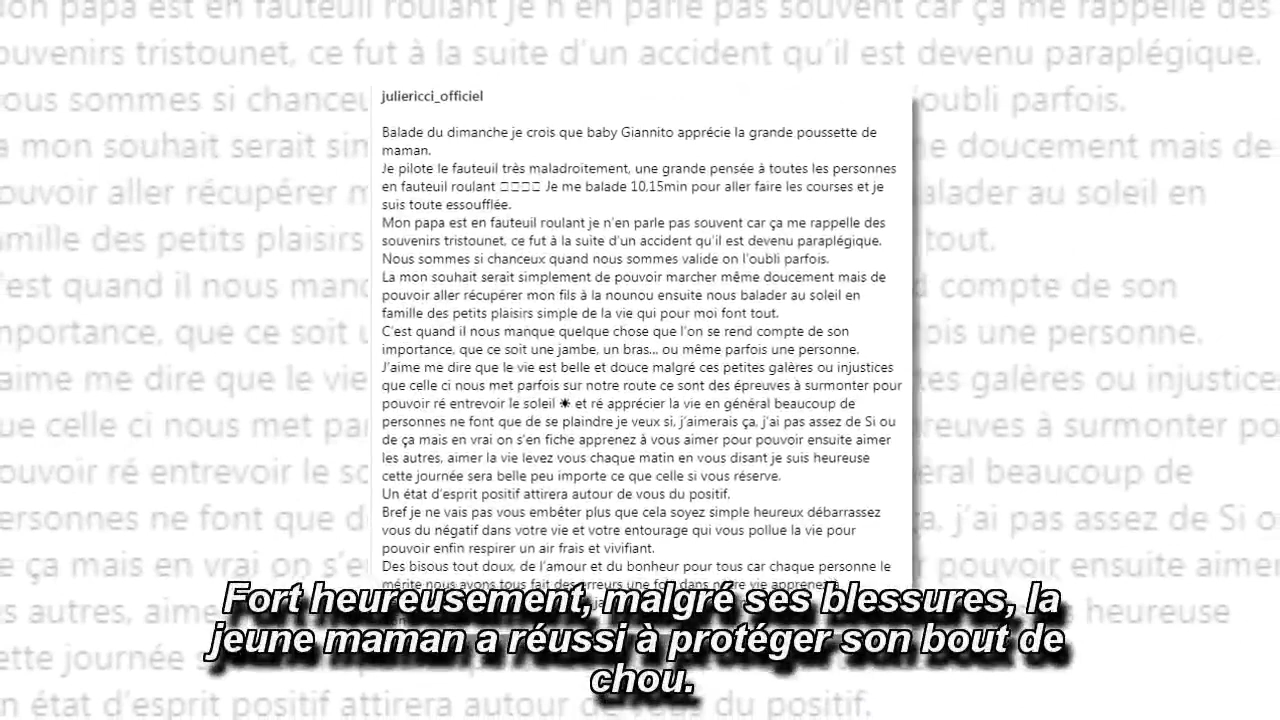 juliericci_officiel
Balade du dimanche je crois que baby Giannito apprécie la grande poussette de
maman.
Je pilote le fauteuil très maladroitement, une grande pensée à toutes les personnes
en fauteuil roulant □□□□ Je me balade 10,15min pour aller faire les courses et je
suis toute essoufflée.
Mon papa est en fauteuil roulant je n'en parle pas souvent car ça me rappelle des
souvenirs tristounet, ce fut à la suite d'un accident qu'il est devenu paraplégique.
Nous sommes si chanceux quand nous sommes valide on l'oubli parfois.
La mon souhait serait simplement de pouvoir marcher même doucement mais de
pouvoir aller récupérer mon fils à la nounou ensuite nous balader au soleil en
famille des petits plaisirs simple de la vie qui pour moi font tout.
C'est quand il nous manque quelque chose que l'on se rend compte de son
importance, que ce soit une jambe, un bras... ou même parfois une personne.
J'aime me dire que le vie est belle et douce malgré ces petites galères ou injustices
que celle ci nous met parfois sur notre route ce sont des épreuves à surmonter pour
pouvoir ré entrevoir le soleil ☀ et ré apprécier la vie en général beaucoup de
personnes ne font que de se plaindre je veux si, j'aimerais ça, j'ai pas assez de Si ou
de ça mais en vrai on s'en fiche apprenez à vous aimer pour pouvoir ensuite aimer
les autres, aimer la vie levez vous chaque matin en vous disant je suis heureuse
cette journée sera belle peu importe ce que celle si vous réserve.
Un état d'esprit positif attirera autour de vous du positif.
Bref je ne vais pas vous embêter plus que cela soyez simple heureux débarrassez
vous du négatif dans votre vie et votre entourage qui vous pollue la vie pour
pouvoir enfin respirer un air frais et vivifiant.
Des bisous tout doux, de l'amour et du bonheur pour tous car chaque personne le
mérite nous avons tous fait des erreurs une fois dans notre vie apprenez à
Fort heureusement, malgré ses blessures, la
jeune maman a réussi à protéger son bout de
chou.